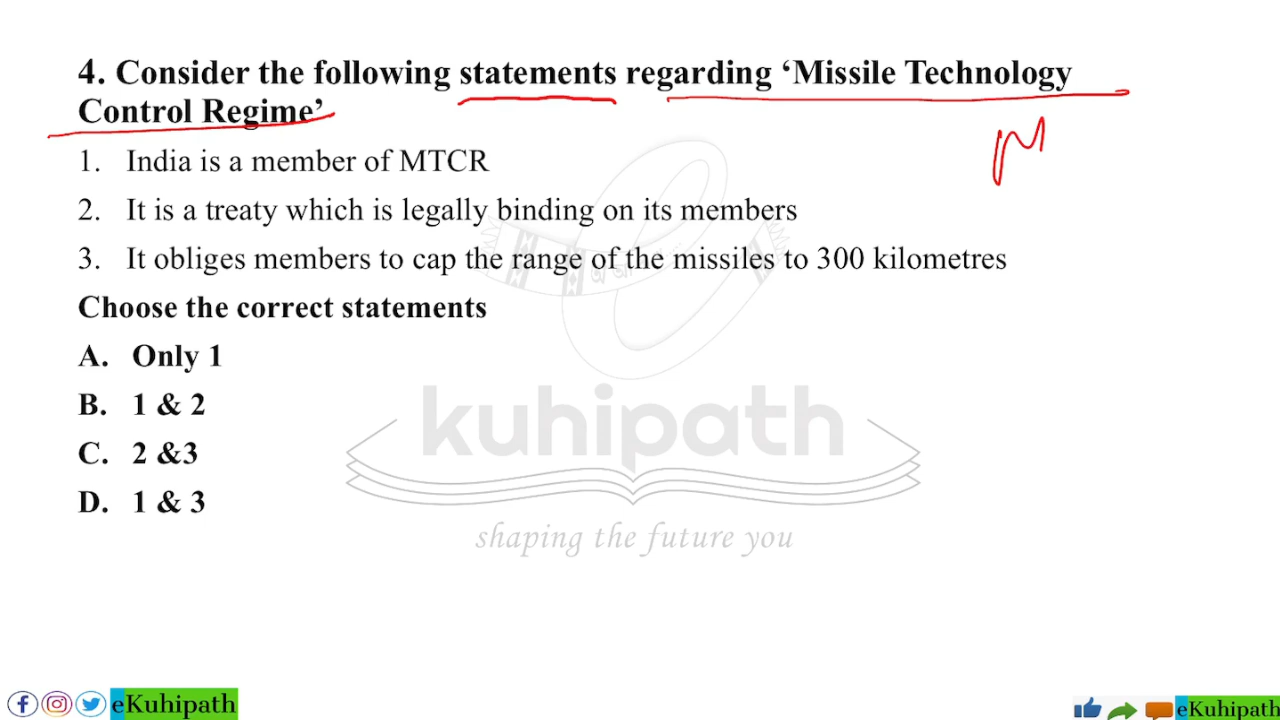 4. Consider the following statements regarding ‘Missile Technology
Control Regime’
M
1. India is a member of MTCR
2. It is a treaty which is legally binding on its members
3. It obliges members to cap the range of the missiles to 300 kilometres
Choose the correct statements
A. Only 1
B. 1 & 2
C. 2 &3
D. 1 & 3
kuhipath
shaping the future you
eKuhipath
eKuhipath